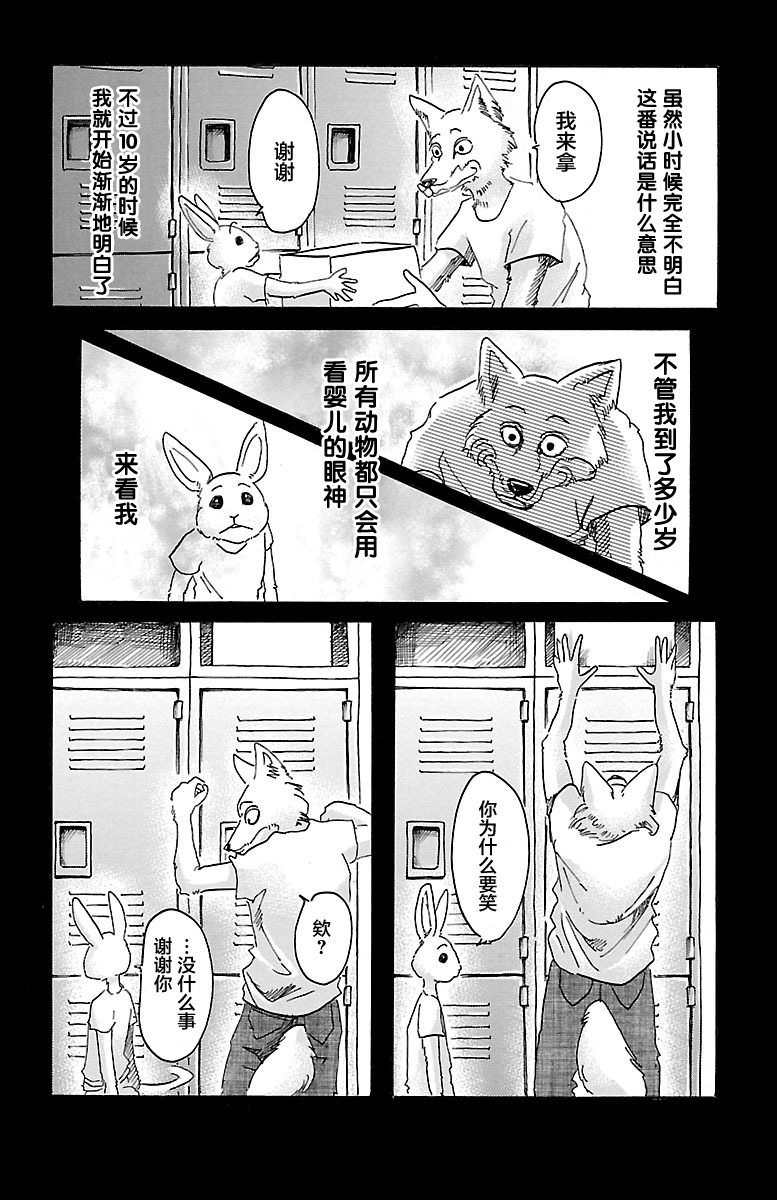 虽然小时候完全不明白
这番说话是什么意思
我来拿
谢谢
不过10岁的时候
我就开始渐渐地明白了
不管我到了多少岁
所有动物都只会用
看婴儿的眼神
来看我
你为什么要笑
欸?
…没什么事
谢谢你